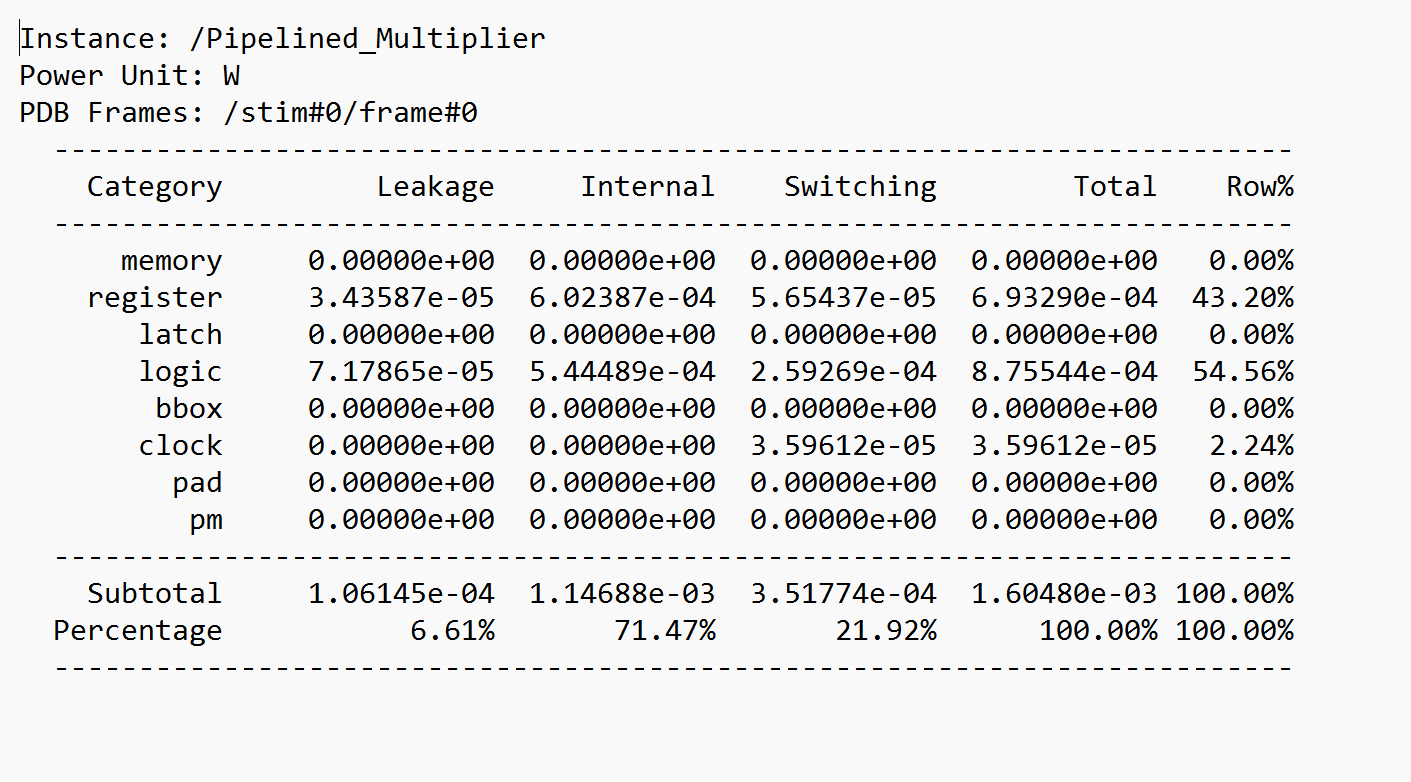 Instance: /Pipelined_Multiplier
Power Unit: W
PDB Frames: /stim#0/frame#0
-------------------------------------------------------------------------
Category Leakage Internal Switching Total Row%
-------------------------------------------------------------------------
memory 0.00000e+00 0.00000e+00 0.00000e+00 0.00000e+00 0.00%
register 3.43587e-05 6.02387e-04 5.65437e-05 6.93290e-04 43.20%
latch 0.00000e+00 0.00000e+00 0.00000e+00 0.00000e+00 0.00%
logic 7.17865e-05 5.44489e-04 2.59269e-04 8.75544e-04 54.56%
bbox 0.00000e+00 0.00000e+00 0.00000e+00 0.00000e+00 0.00%
clock 0.00000e+00 0.00000e+00 3.59612e-05 3.59612e-05 2.24%
pad 0.00000e+00 0.00000e+00 0.00000e+00 0.00000e+00 0.00%
pm 0.00000e+00 0.00000e+00 0.00000e+00 0.00000e+00 0.00%
-------------------------------------------------------------------------
Subtotal 1.06145e-04 1.14688e-03 3.51774e-04 1.60480e-03 100.00%
Percentage 6.61% 71.47% 21.92% 100.00% 100.00%
-------------------------------------------------------------------------